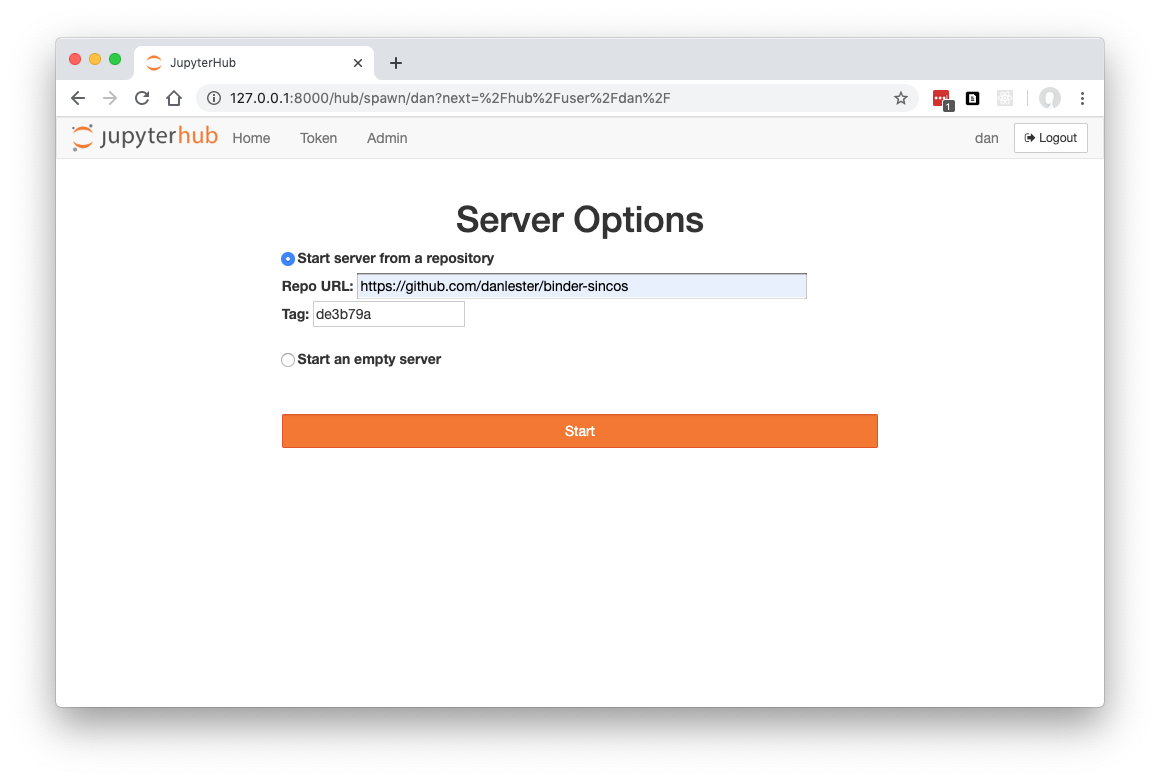 JupyterHub
127.0.0.1:8000/hub/spawn/dan?next=%2Fhub%2Fuser%2Fdan%2F
1
jupyterhub Home Token Admin dan Logout
Server Options
Start server from a repository
Repo URL: https://github.com/danlester/binder-sincos
Tag: de3b79a
Start an empty server
Start